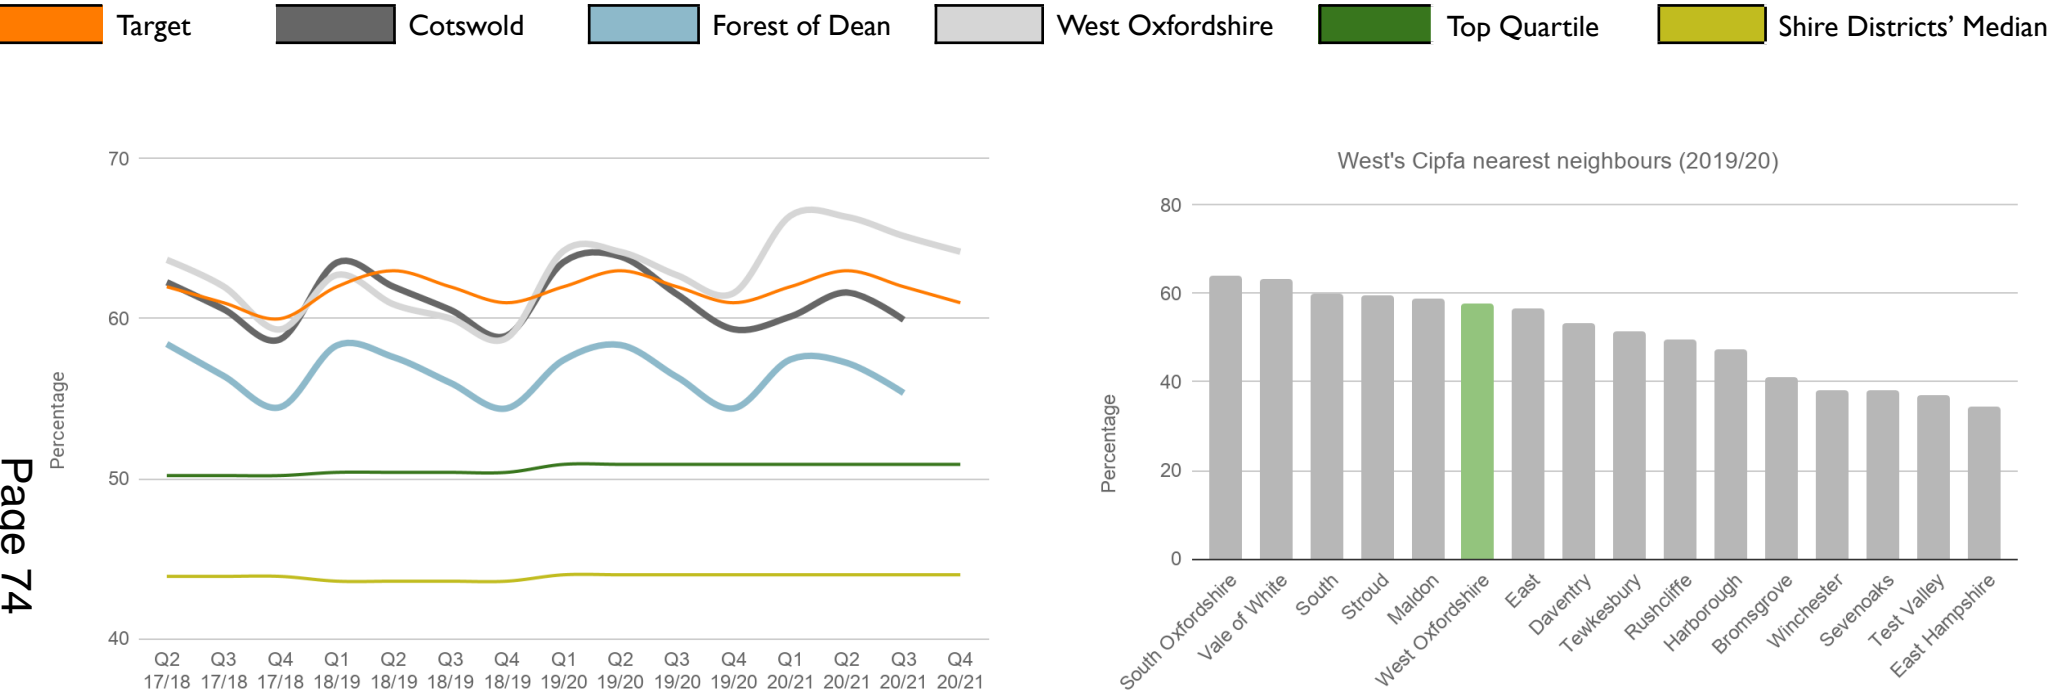 Target Cotswold Forest of Dean West Oxfordshire Top Quartile Shire Districts’ Median
Page 74
Percentage
70
60
50
40
Q2 Q3 Q4 Q1 Q2 Q3 Q4 Q1 Q2 Q3 Q4 Q1 Q2 Q3 Q4
17/18 17/18 17/18 18/19 18/19 18/19 18/19 19/20 19/20 19/20 19/20 20/21 20/21 20/21 20/21
West's Cipfa nearest neighbours (2019/20)
Percentage
80
60
40
20
0
South Oxfordshire
Vale of White
South
Stroud
Maldon
West Oxfordshire
East
Daventry
Tewkesbury
Rushcliffe
Harborough
Bromsgrove
Winchester
Sevenoaks
Test Valley
East Hampshire